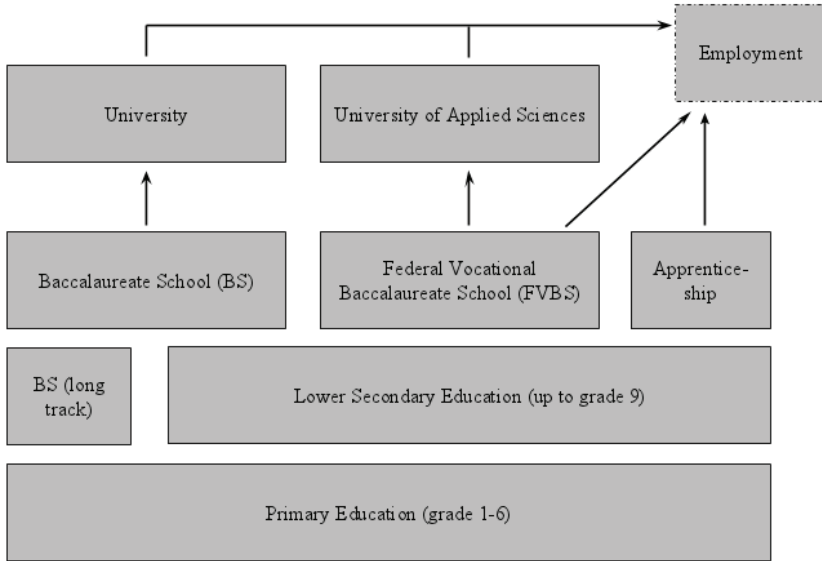 Employment
University
University of Applied Sciences
Baccalaureate School (BS)
Federal Vocational
Baccalaureate School (FVBS)
Apprentice-
ship
BS (long
track)
Lower Secondary Education (up to grade 9)
Primary Education (grade 1-6)